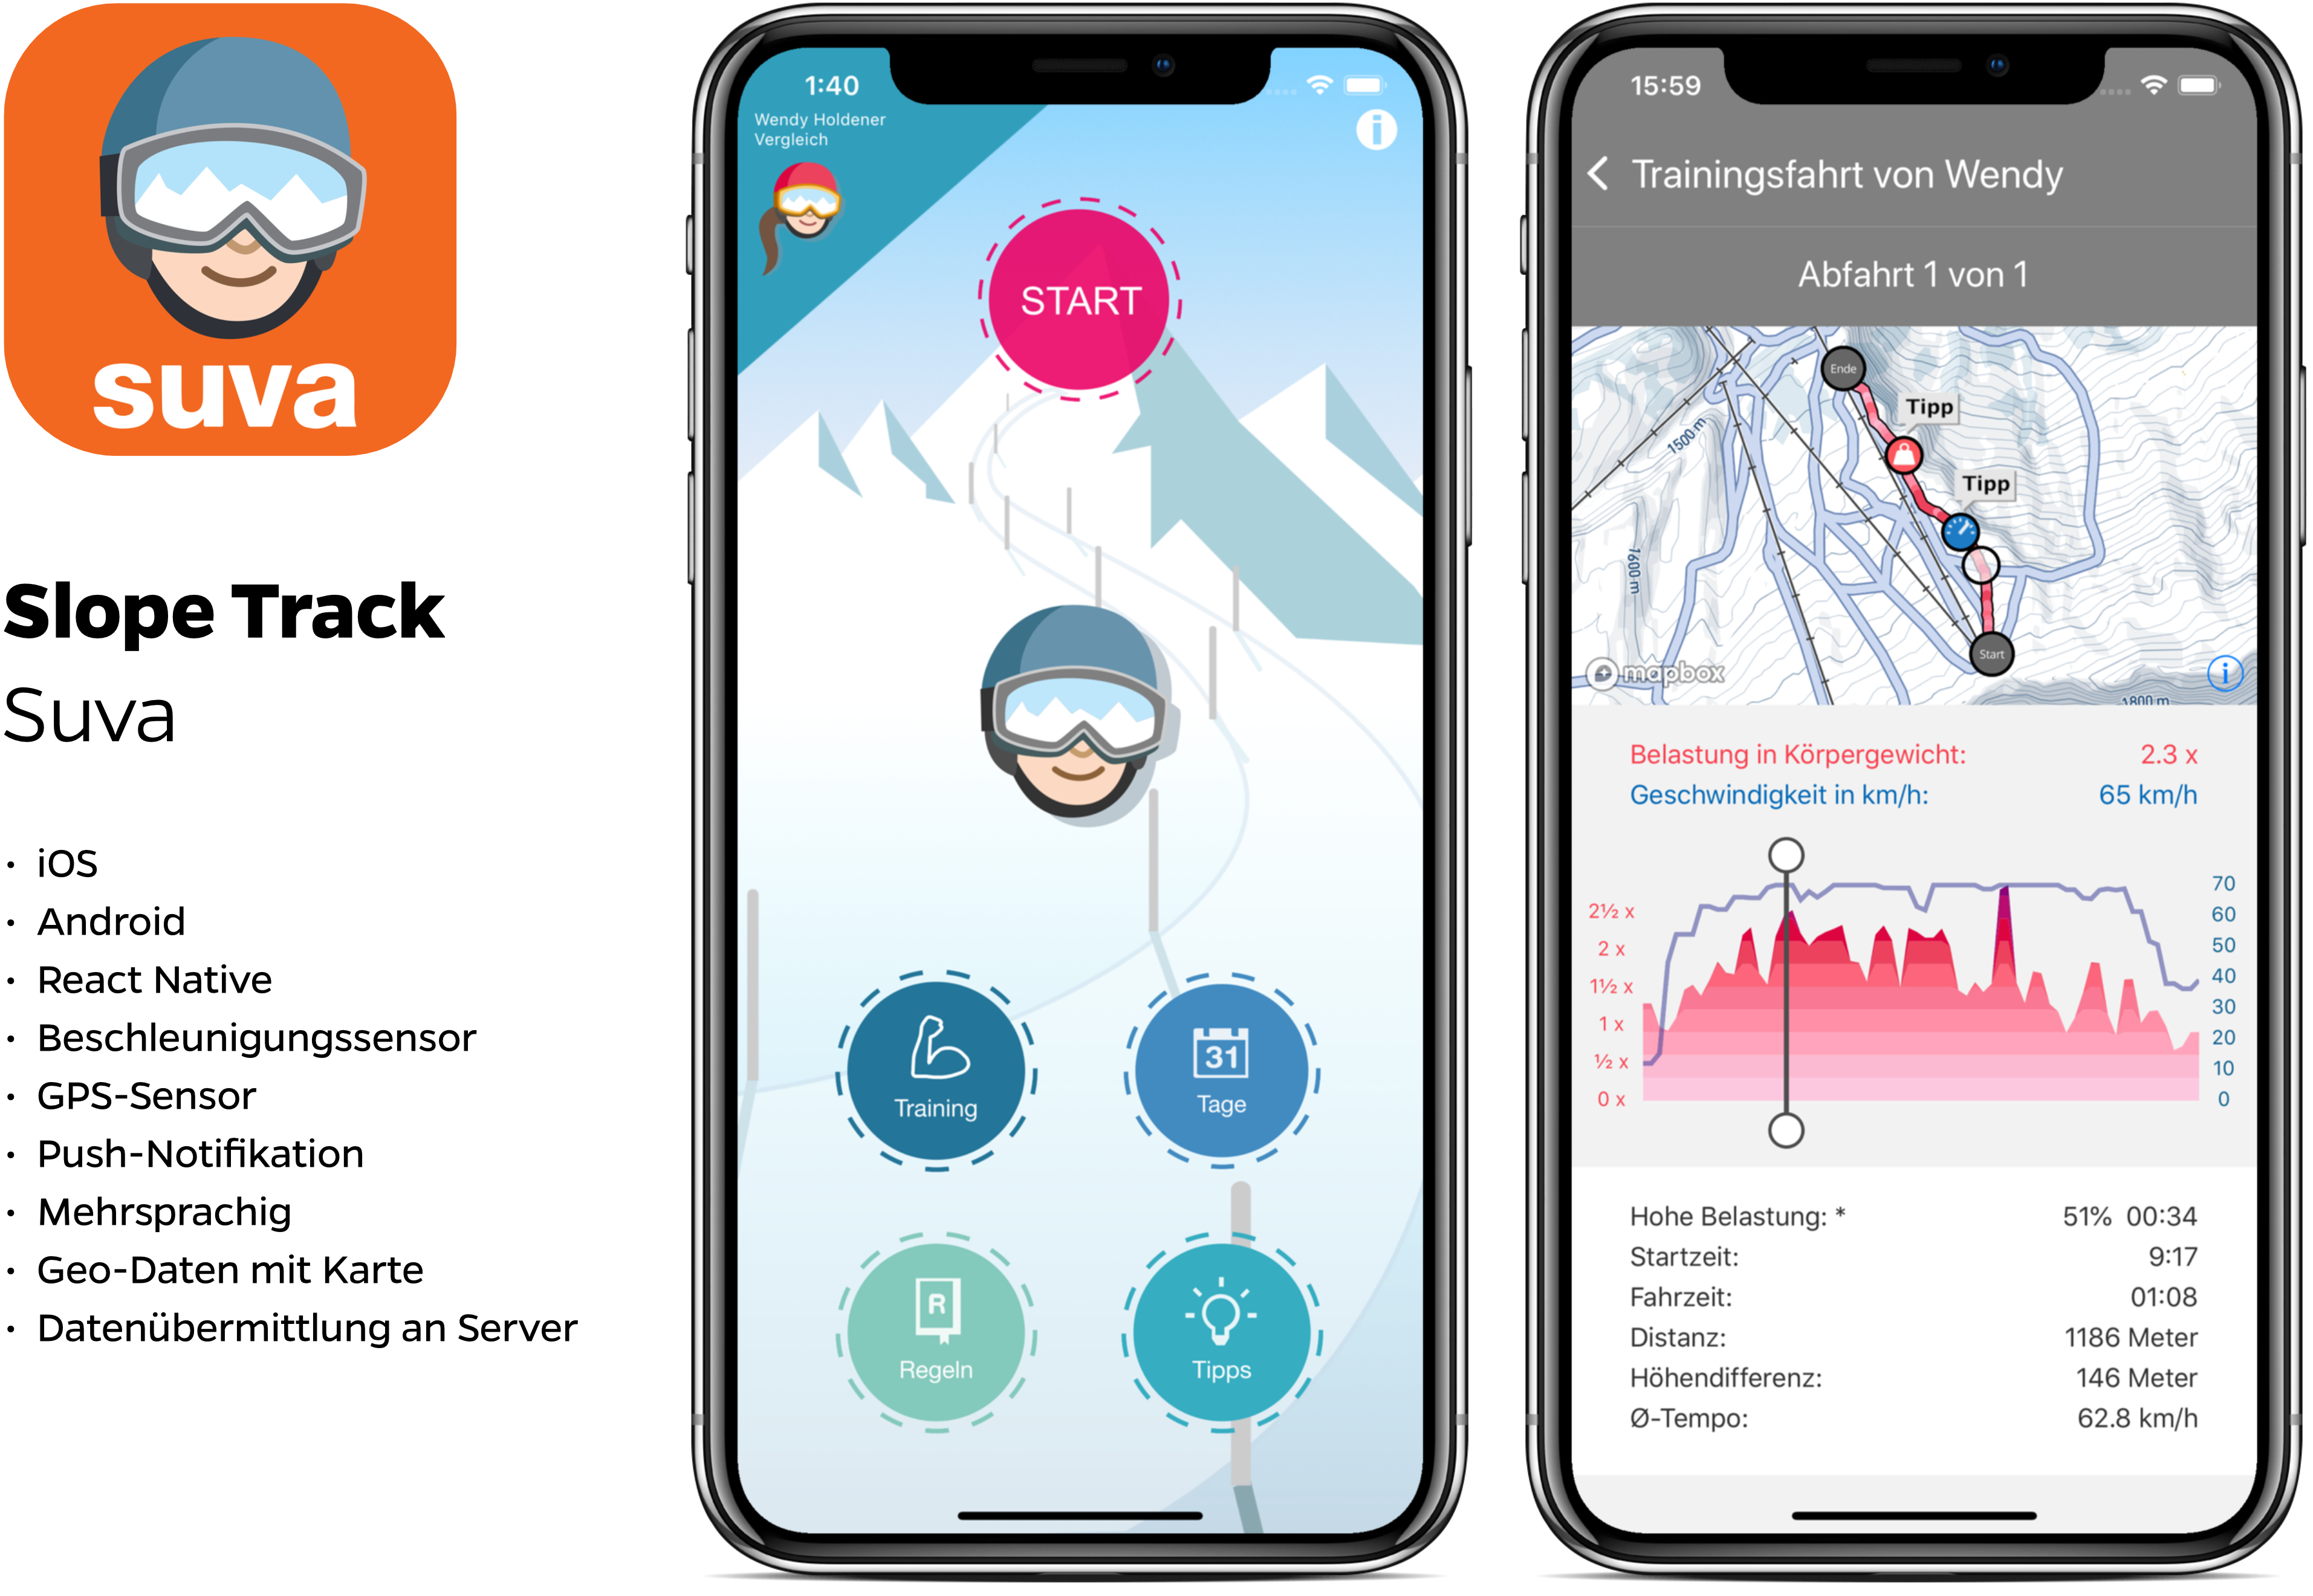 suva
Slope Track
Suva
· iOS
· Android
· React Native
· Beschleunigungssensor
· GPS-Sensor
· Push-Notifikation
· Mehrsprachig
· Geo-Daten mit Karte
· Datenübermittlung an Server
1:40
Wendy Holdener
Vergleich
START
Training
31
Tage
R
Regeln
Tipps
15:59
Trainingsfahrt von Wendy
Abfahrt 1 von 1
Ende
Tipp
1500 m
Tipp
1600 m
Start
mapbox
1800 m
Belastung in Körpergewicht: 2.3 x
Geschwindigkeit in km/h: 65 km/h
70
2½ x 60
2 x 50
1½ x 40
30
1 x 20
½ x 10
0 x 0
Hohe Belastung: * 51% 00:34
Startzeit: 9:17
Fahrzeit: 01:08
Distanz: 1186 Meter
Höhendifferenz: 146 Meter
Ø-Tempo: 62.8 km/h